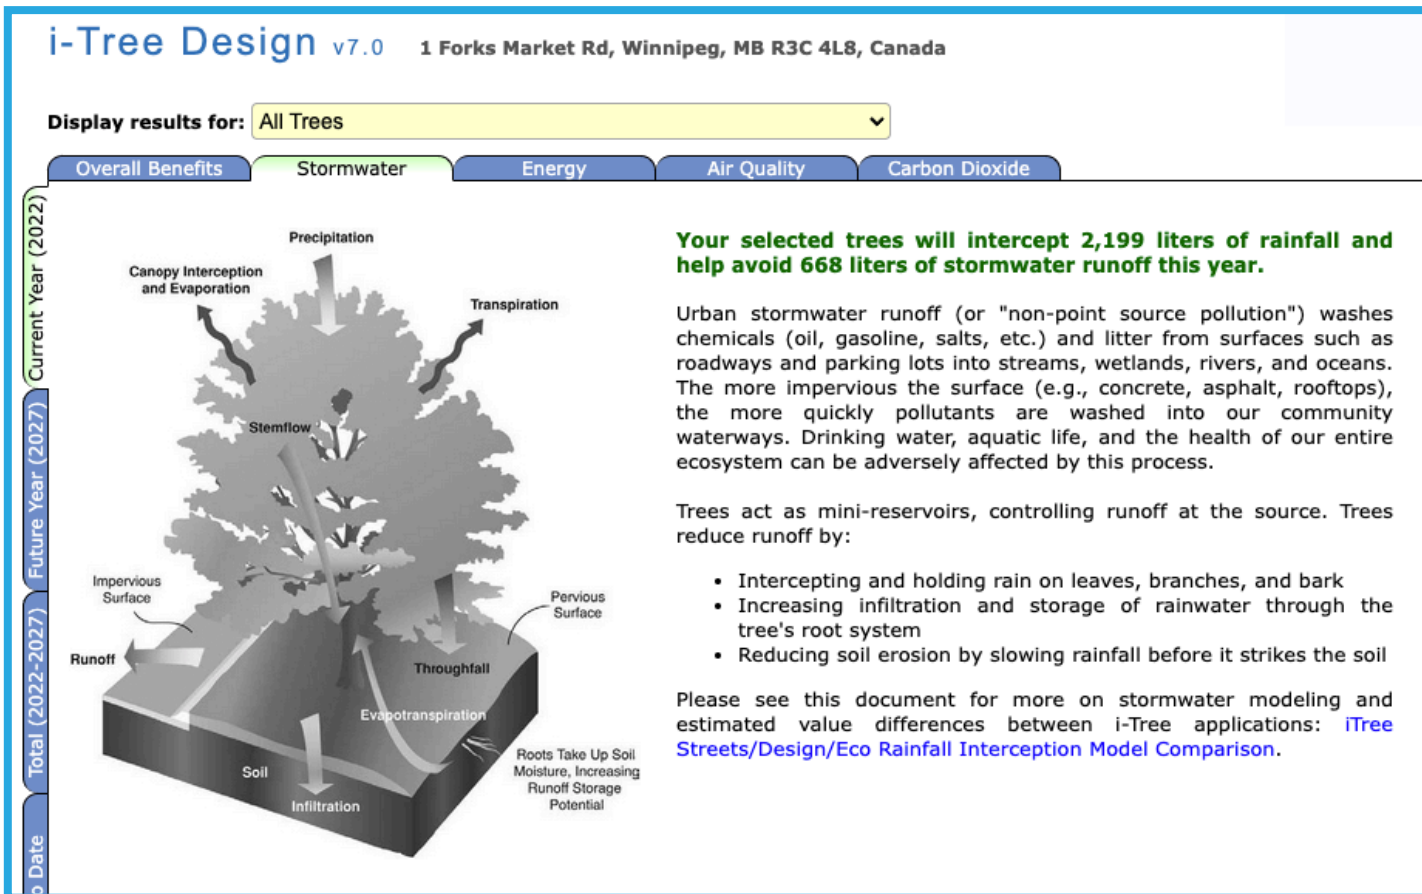 i-Tree Design v7.0 1 Forks Market Rd, Winnipeg, MB R3C 4L8, Canada
Display results for: All Trees
Overall Benefits Stormwater Energy Air Quality Carbon Dioxide
Current Year (2022)
Future Year (2027)
Total (2022-2027)
Date
Precipitation
Canopy Interception
and Evaporation
Transpiration
Stemflow
Impervious
Surface
Pervious
Surface
Runoff
Throughfall
Evapotranspiration
Soil
Infiltration
Roots Take Up Soil
Moisture, Increasing
Runoff Storage
Potential
Your selected trees will intercept 2,199 liters of rainfall and
help avoid 668 liters of stormwater runoff this year.
Urban stormwater runoff (or "non-point source pollution") washes
chemicals (oil, gasoline, salts, etc.) and litter from surfaces such as
roadways and parking lots into streams, wetlands, rivers, and oceans.
The more impervious the surface (e.g., concrete, asphalt, rooftops),
the more quickly pollutants are washed into our community
waterways. Drinking water, aquatic life, and the health of our entire
ecosystem can be adversely affected by this process.
Trees act as mini-reservoirs, controlling runoff at the source. Trees
reduce runoff by:
• Intercepting and holding rain on leaves, branches, and bark
• Increasing infiltration and storage of rainwater through the
tree's root system
• Reducing soil erosion by slowing rainfall before it strikes the soil
Please see this document for more on stormwater modeling and
estimated value differences between i-Tree applications: iTree
Streets/Design/Eco Rainfall Interception Model Comparison.